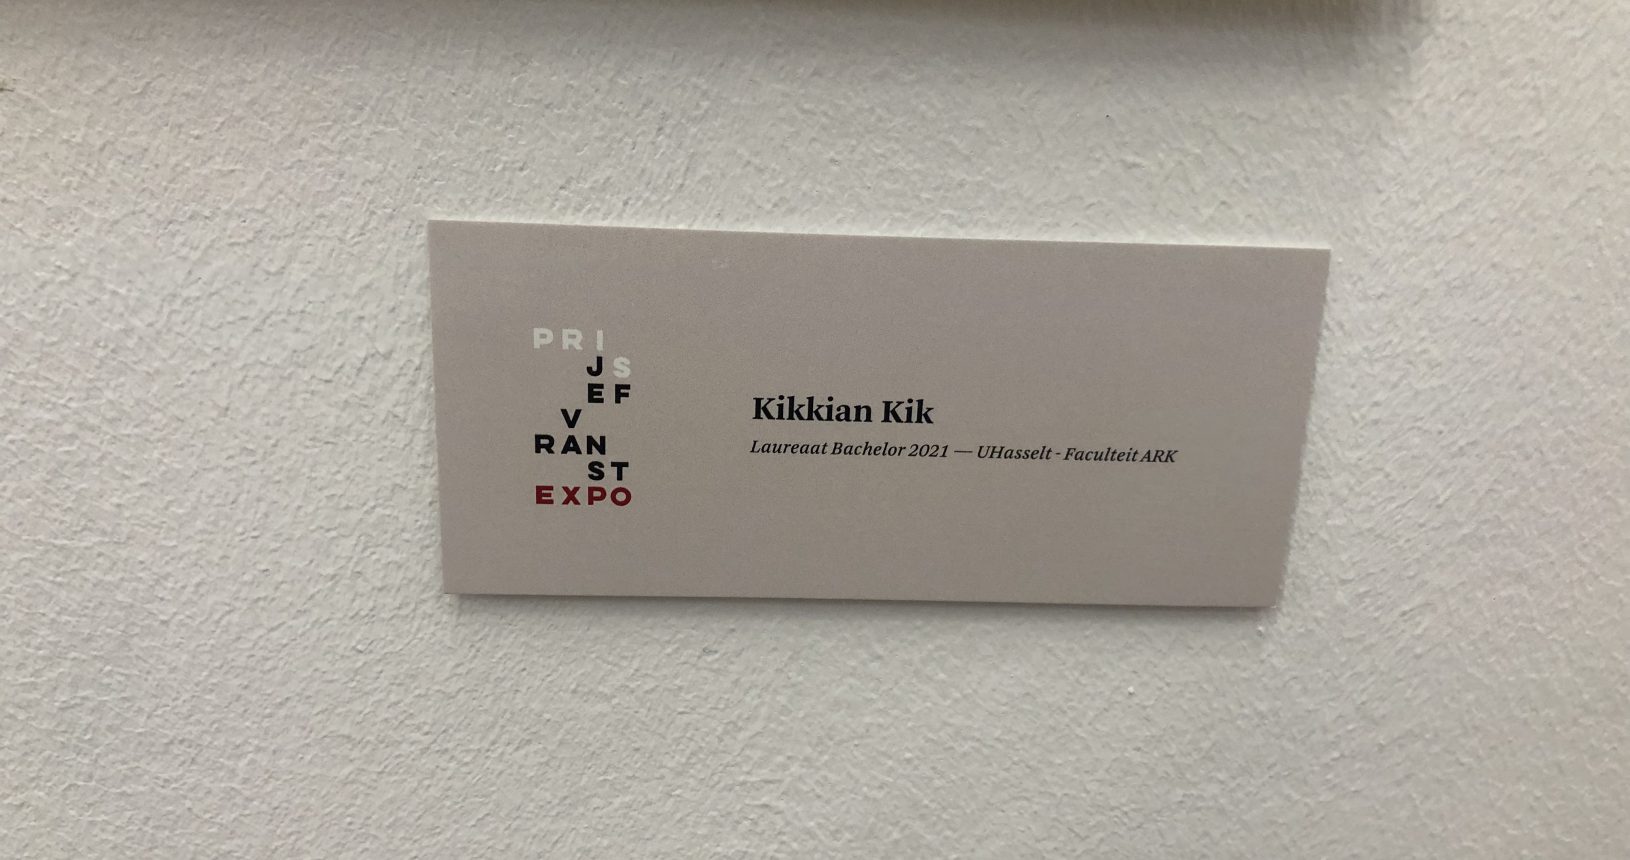 PRI
JS
EF
V
RAN
ST
EXPO
Kikkian Kik
Laureaat Bachelor 2021 — UHasselt - Faculteit ARK